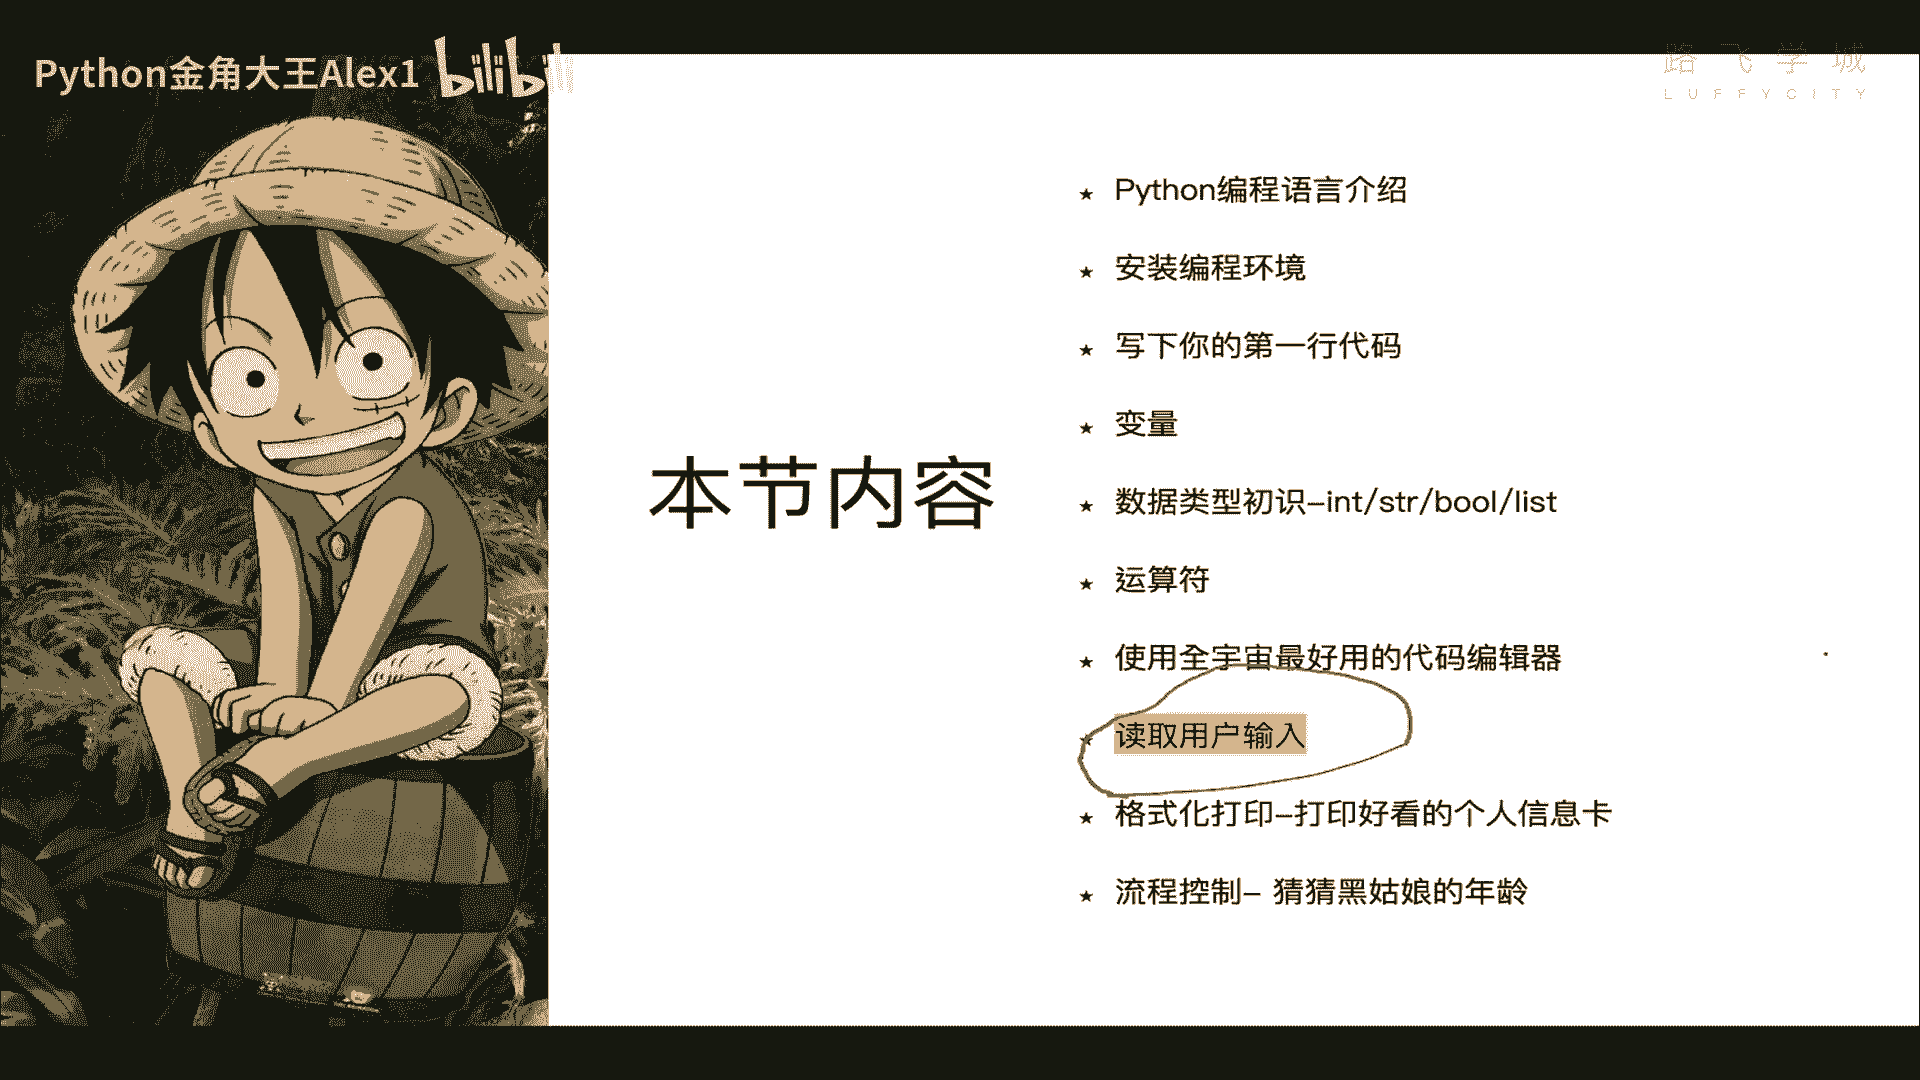 Python金角大王Alex1 bilibili
路飞学城
LUFFYCITY
本节内容
Python编程语言介绍
安装编程环境
写下你的第一行代码
变量
数据类型初识–int/str/bool/list
运算符
使用全宇宙最好用的代码编辑器
读取用户输入
格式化打印–打印好看的个人信息卡
流程控制– 猜猜黑姑娘的年龄